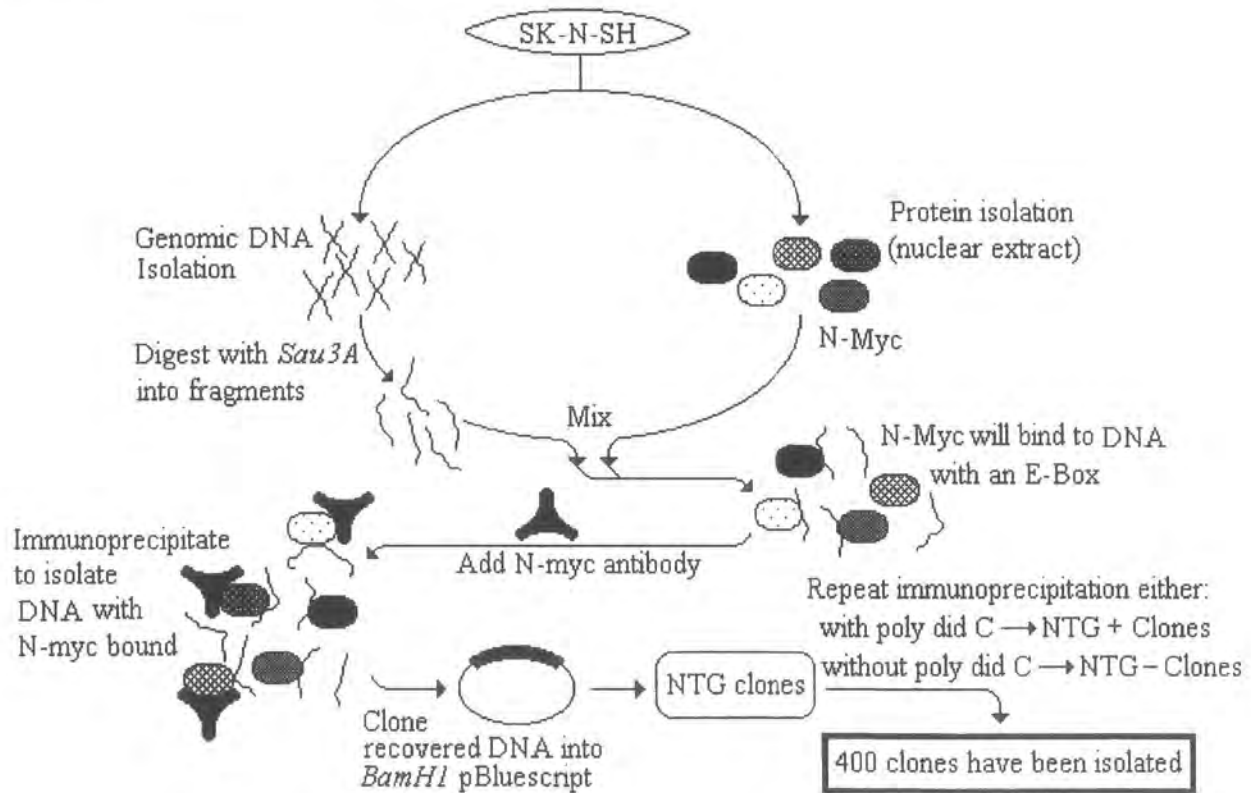 SK-N-SH
Genomic DNA
Isolation
Protein isolation
(nuclear extract)
N-Myc
Digest with Sau3A
into fragments
Mix
N-Myc will bind to DNA
with an E-Box
Immunoprecipitate
to isolate
DNA with
N-myc bound
Add N-myc antibody
Repeat immunoprecipitation either:
with poly did C → NTG + Clones
without poly did C → NTG – Clones
NTG clones
Clone
recovered DNA into
BamH1 pBluescript
400 clones have been isolated